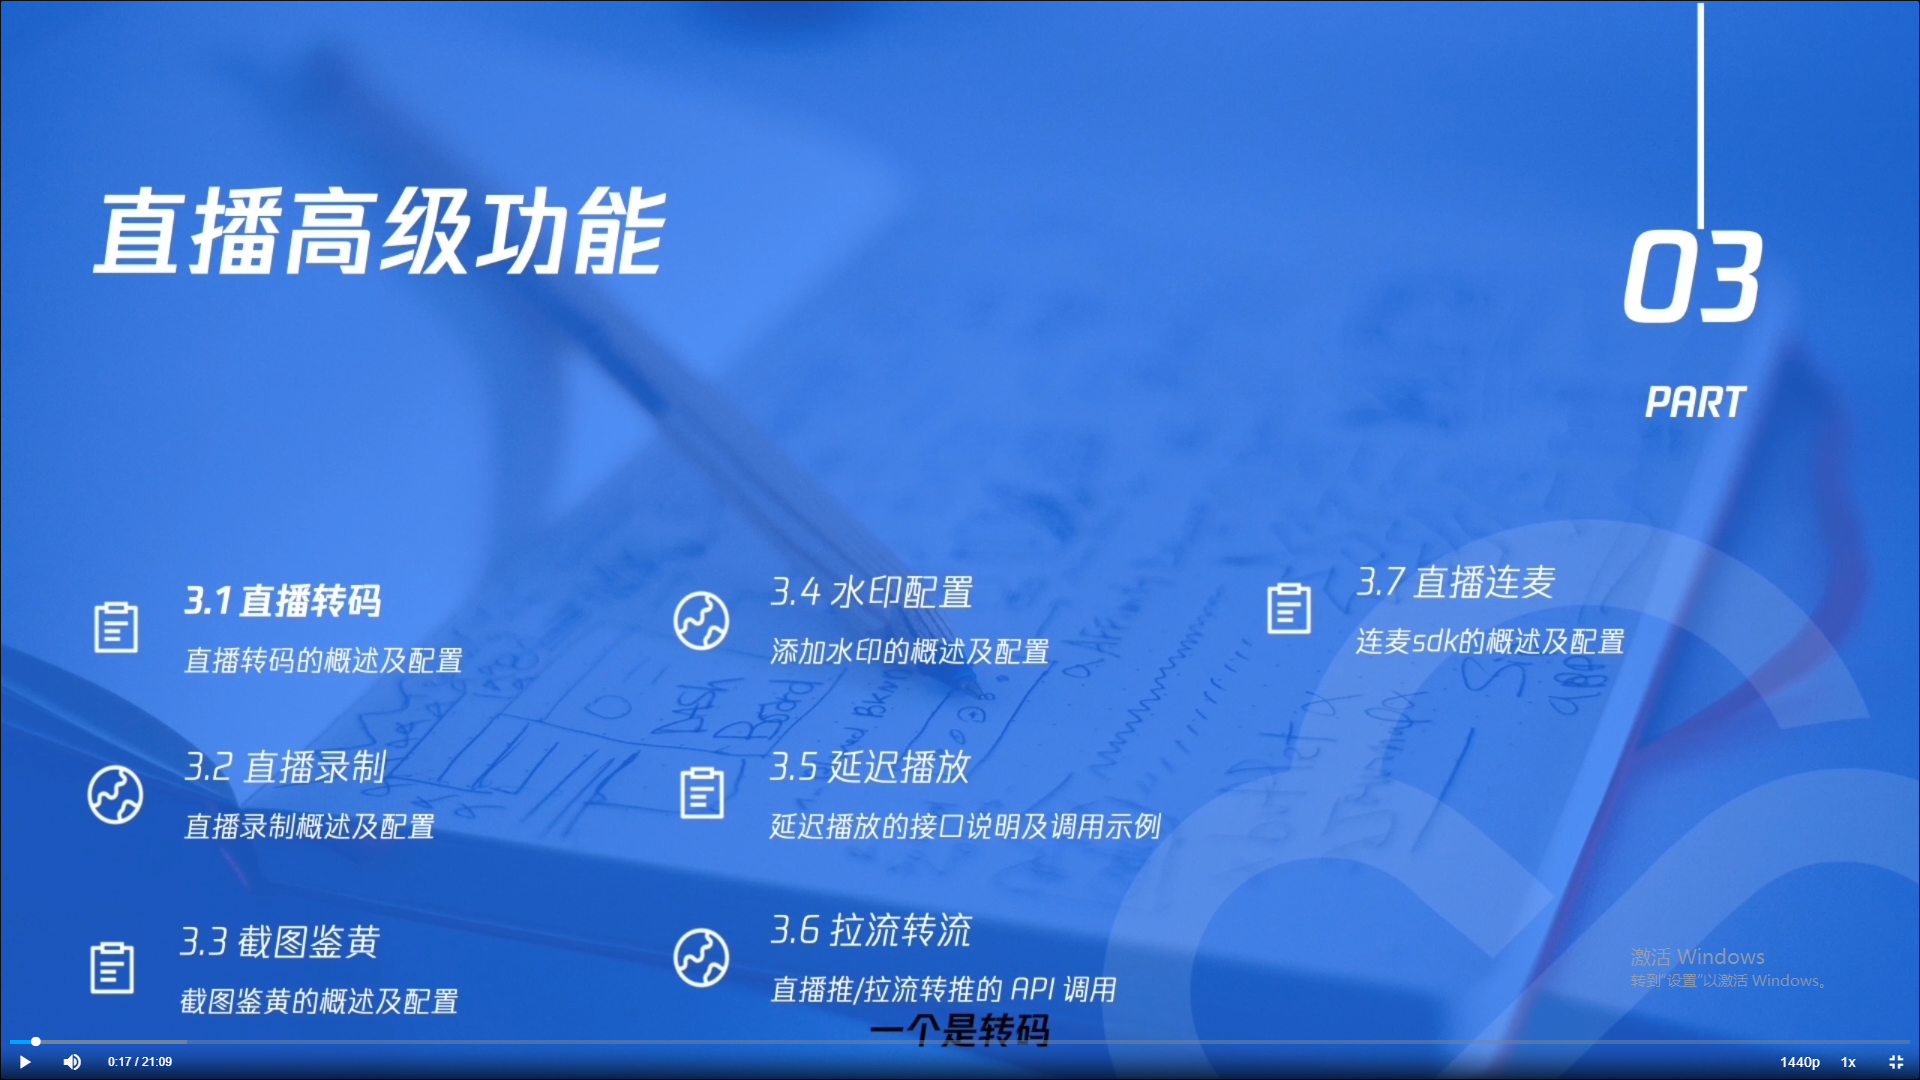 直播高级功能
03
PART
3.1 直播转码
直播转码的概述及配置
3.2 直播录制
直播录制概述及配置
3.3 截图鉴黄
截图鉴黄的概述及配置
3.4 水印配置
添加水印的概述及配置
3.5 延迟播放
延迟播放的接口说明及调用示例
3.6 拉流转流
直播推/拉流转推的 API 调用
3.7 直播连麦
连麦sdk的概述及配置
一个是转码
激活 Windows
转到“设置”以激活 Windows。
0:17 / 21:09
1440p
1x